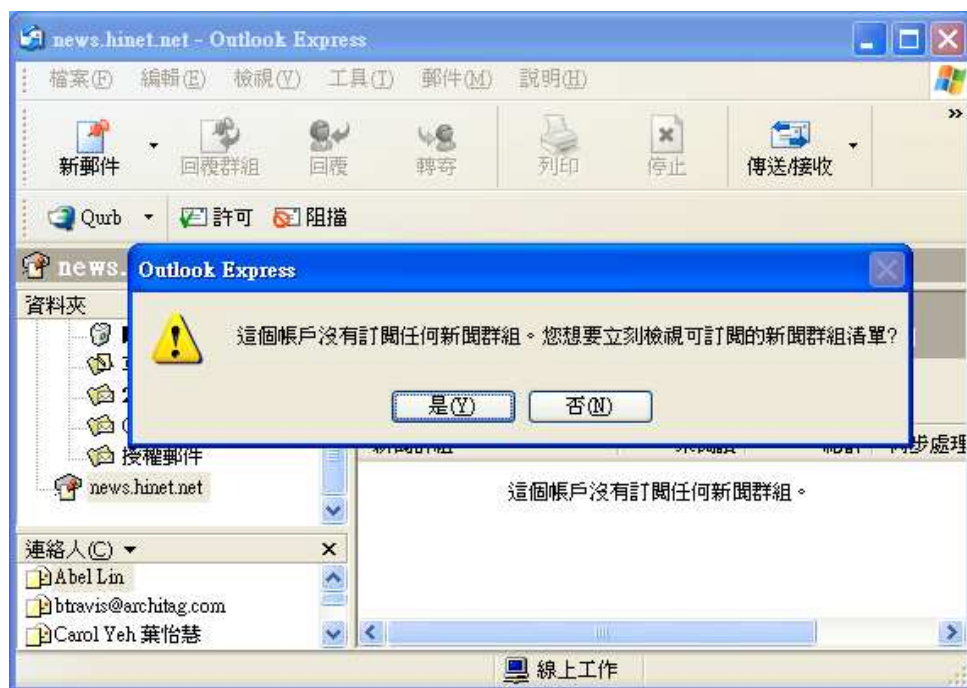 news.hinet.net - Outlook Express
檔案(F) 編輯(E) 檢視(V) 工具(T) 郵件(M) 說明(H)
新郵件 回覆群組 回覆 轉寄 列印 停止 傳送/接收
Qurb 許可 阻擋
news.
Outlook Express
資料夾
這個帳戶沒有訂閱任何新聞群組。您想要立刻檢視可訂閱的新聞群組清單?
是(Y) 否(N)
授權郵件
news.hinet.net
這個帳戶沒有訂閱任何新聞群組。
連絡人(C)
Abel Lin
btravis@architag.com
Carol Yeh 葉怡慧
線上工作